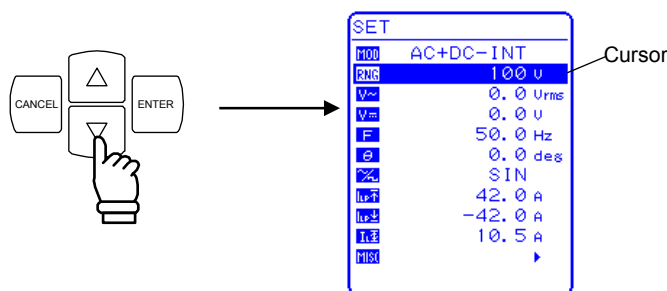 CANCEL
ENTER
SET
MOD AC+DC-INT
RNG 100 V
V~ 0.0 Vrms
V⎓ 0.0 V
F 50.0 Hz
θ 0.0 deg
SIN
42.0 A
-42.0 A
10.5 A
MISC
Cursor